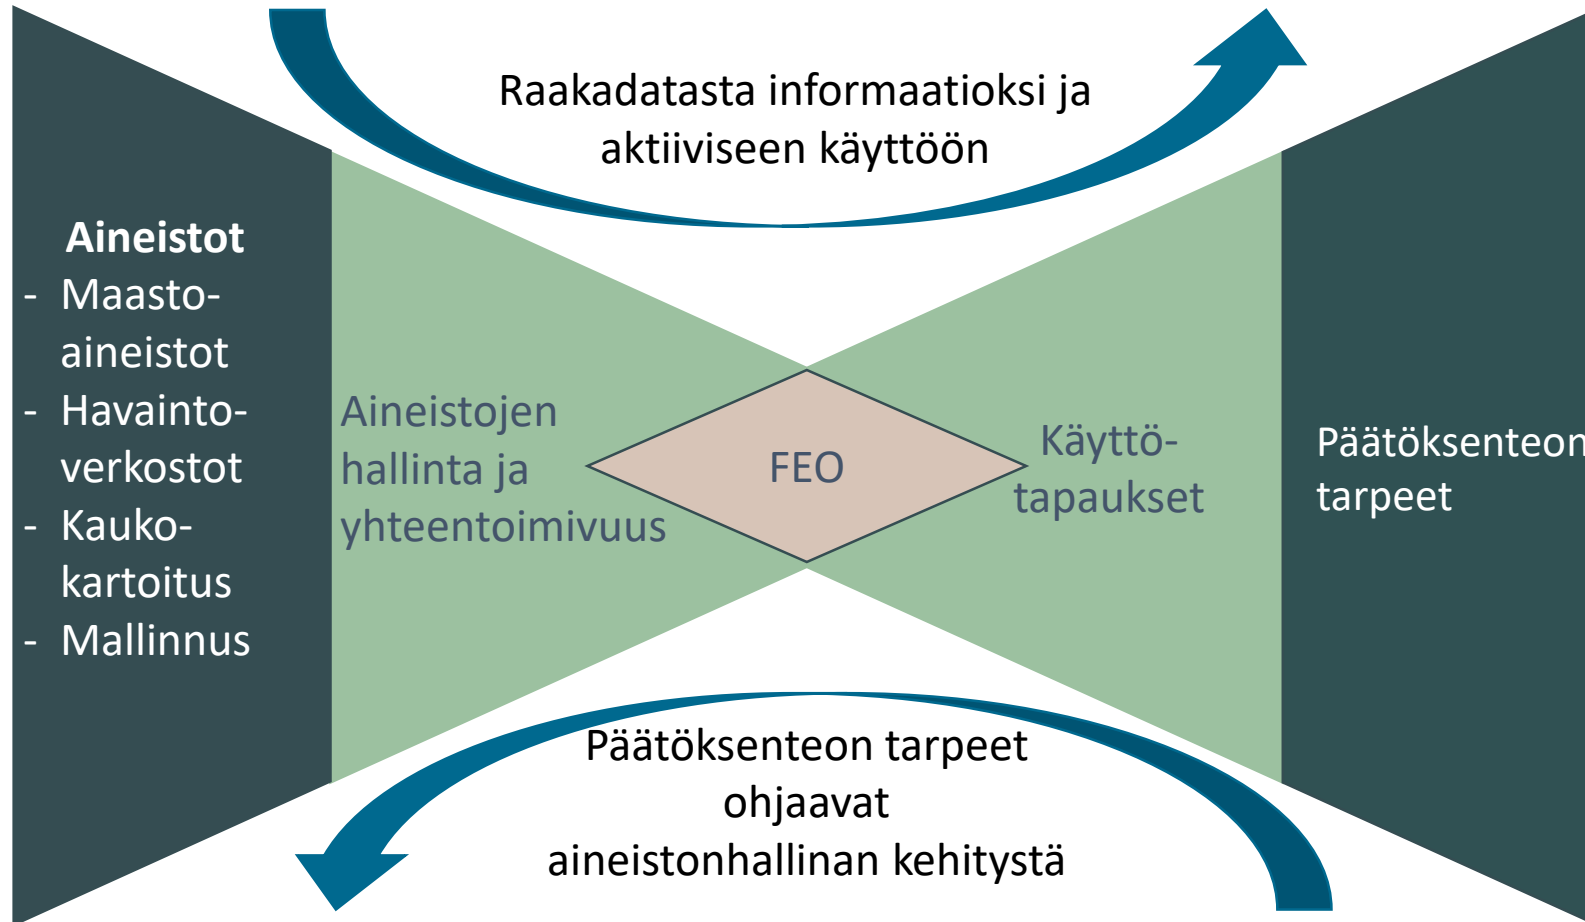 Raakadatasta informaatioksi ja
aktiiviseen käyttöön
Aineistot
- Maasto-
aineistot
- Havainto-
verkostot
- Kauko-
kartoitus
- Mallinnus
Aineistojen
hallinta ja
yhteentoimivuus
FEO
Käyttö-
tapaukset
Päätöksenteon
tarpeet
Päätöksenteon tarpeet
ohjaavat
aineistonhallinan kehitystä